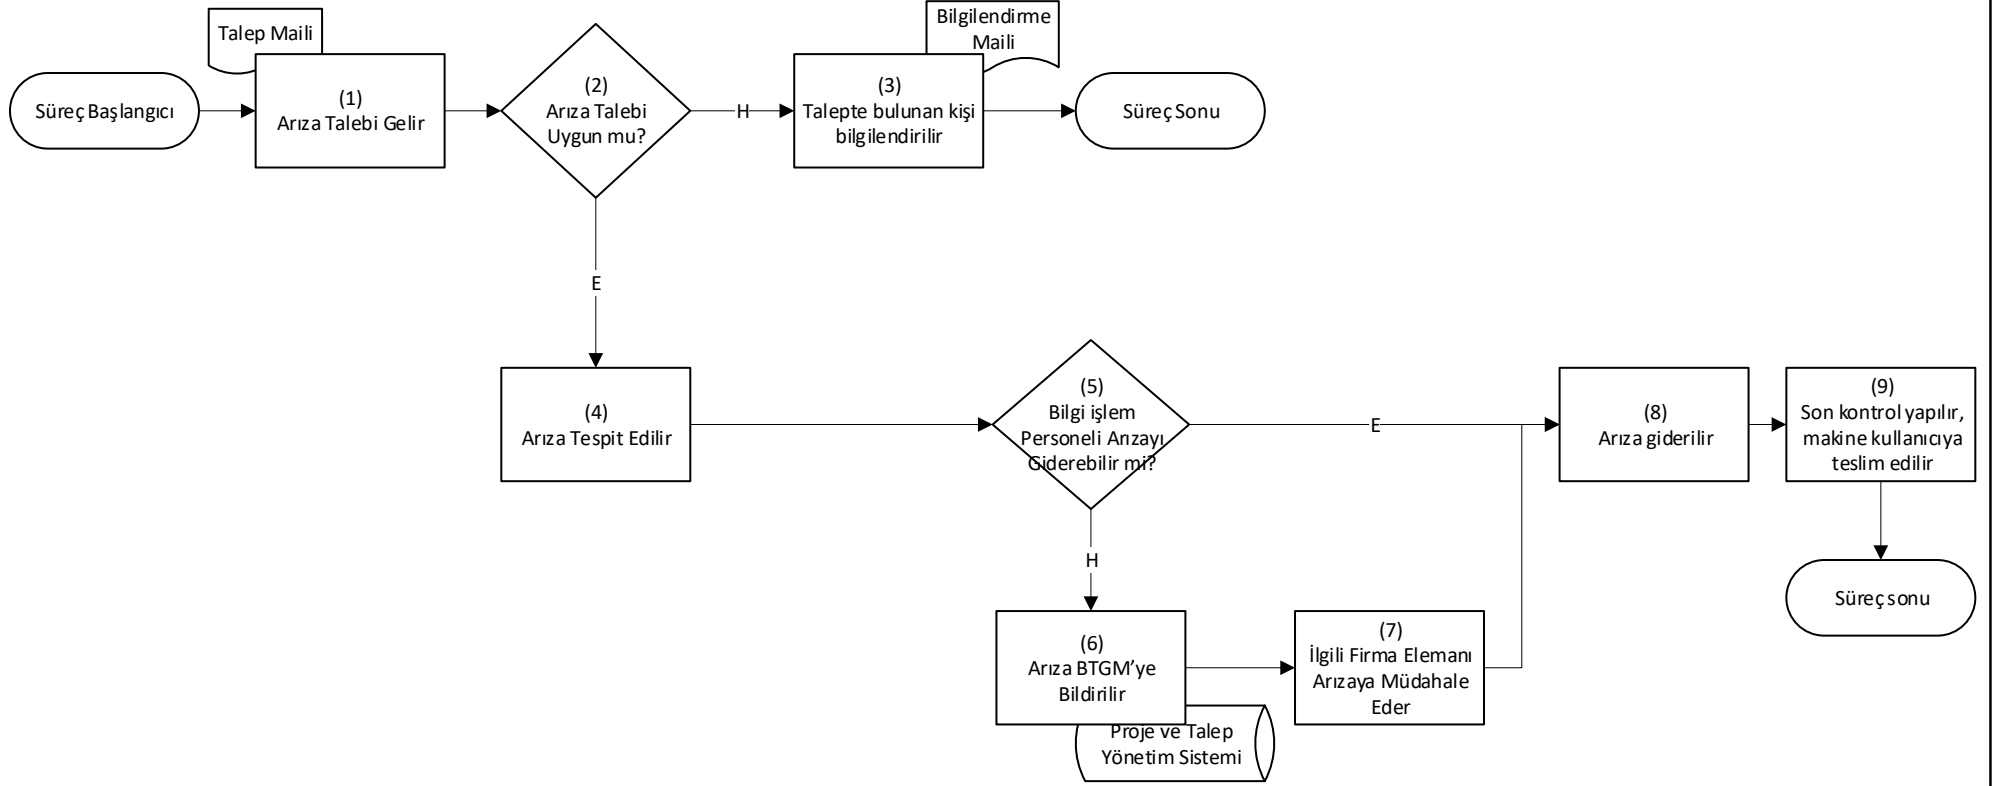 Talep Maili
Bilgilendirme
Maili
Süreç Başlangıcı
(1)
Arıza Talebi Gelir
(2)
Arıza Talebi
Uygun mu?
H
(3)
Talepte bulunan kişi
bilgilendirilir
Süreç Sonu
E
(4)
Arıza Tespit Edilir
(5)
Bilgi işlem
Personeli Arızayı
Giderebilir mi?
E
(8)
Arıza giderilir
(9)
Son kontrol yapılır,
makine kullanıcıya
teslim edilir
H
Süreç sonu
(6)
Arıza BTGM’ye
Bildirilir
(7)
İlgili Firma Elemanı
Arızaya Müdahale
Eder
Proje ve Talep
Yönetim Sistemi